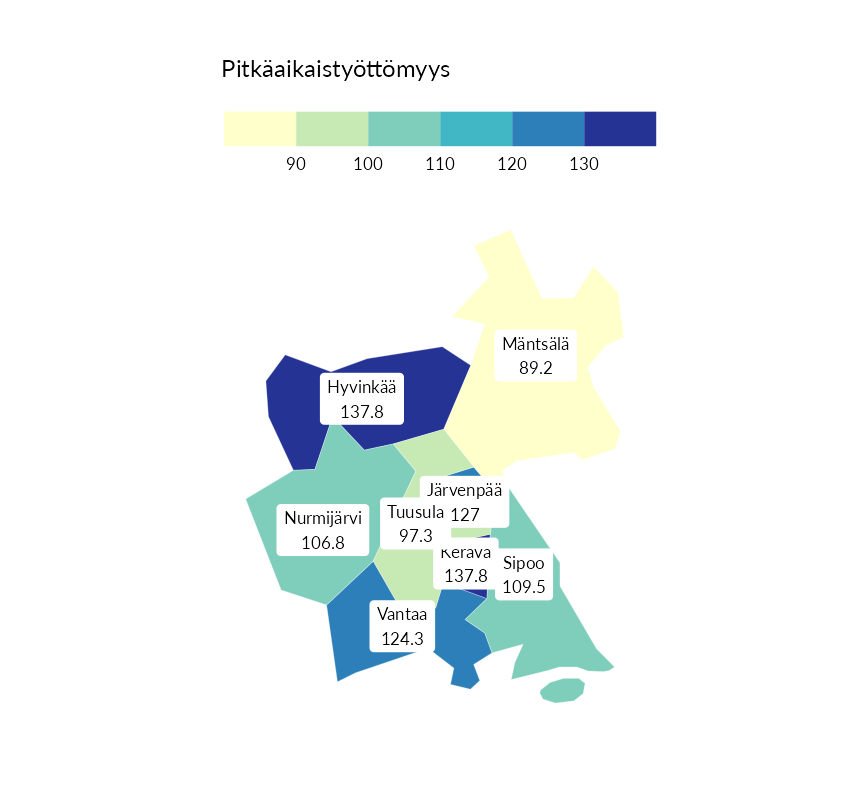 Pitkäaikaistyöttömyys
90 100 110 120 130
Mäntsälä
89.2
Hyvinkää
137.8
Järvenpää
127
Nurmijärvi
106.8
Tuusula
97.3
Kerava
137.8
Sipoo
109.5
Vantaa
124.3